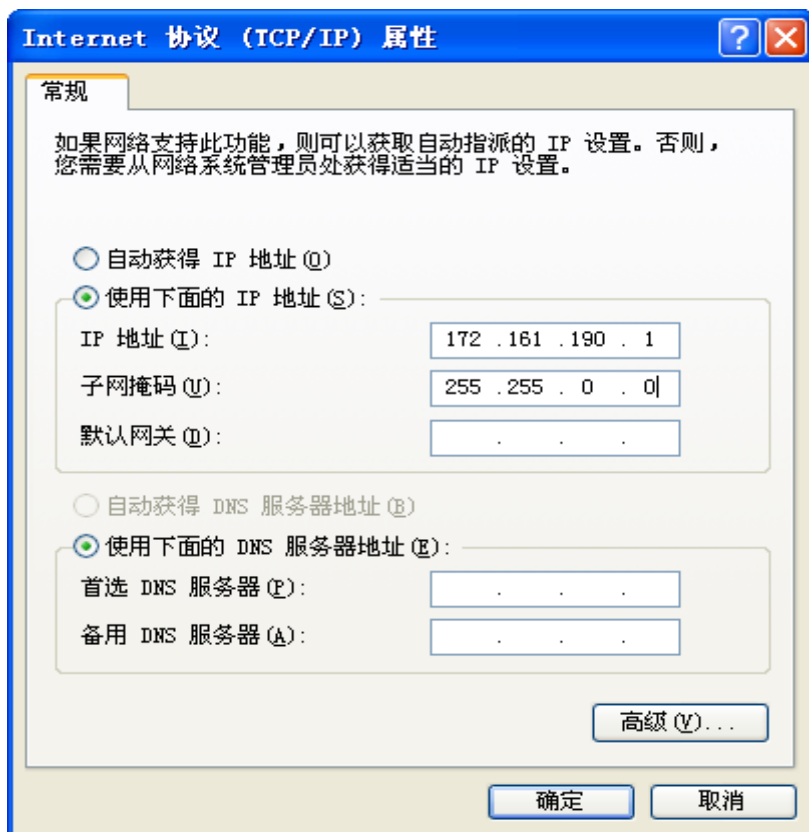 Internet 协议 (TCP/IP) 属性
常规
如果网络支持此功能，则可以获取自动指派的 IP 设置。否则，
您需要从网络系统管理员处获得适当的 IP 设置。
自动获得 IP 地址(O)
使用下面的 IP 地址(S):
IP 地址(I): 172 .161 .190 . 1
子网掩码(U): 255 .255 . 0 . 0
默认网关(D): . . .
自动获得 DNS 服务器地址(B)
使用下面的 DNS 服务器地址(E):
首选 DNS 服务器(P): . . .
备用 DNS 服务器(A): . . .
高级(V)...
确定 取消